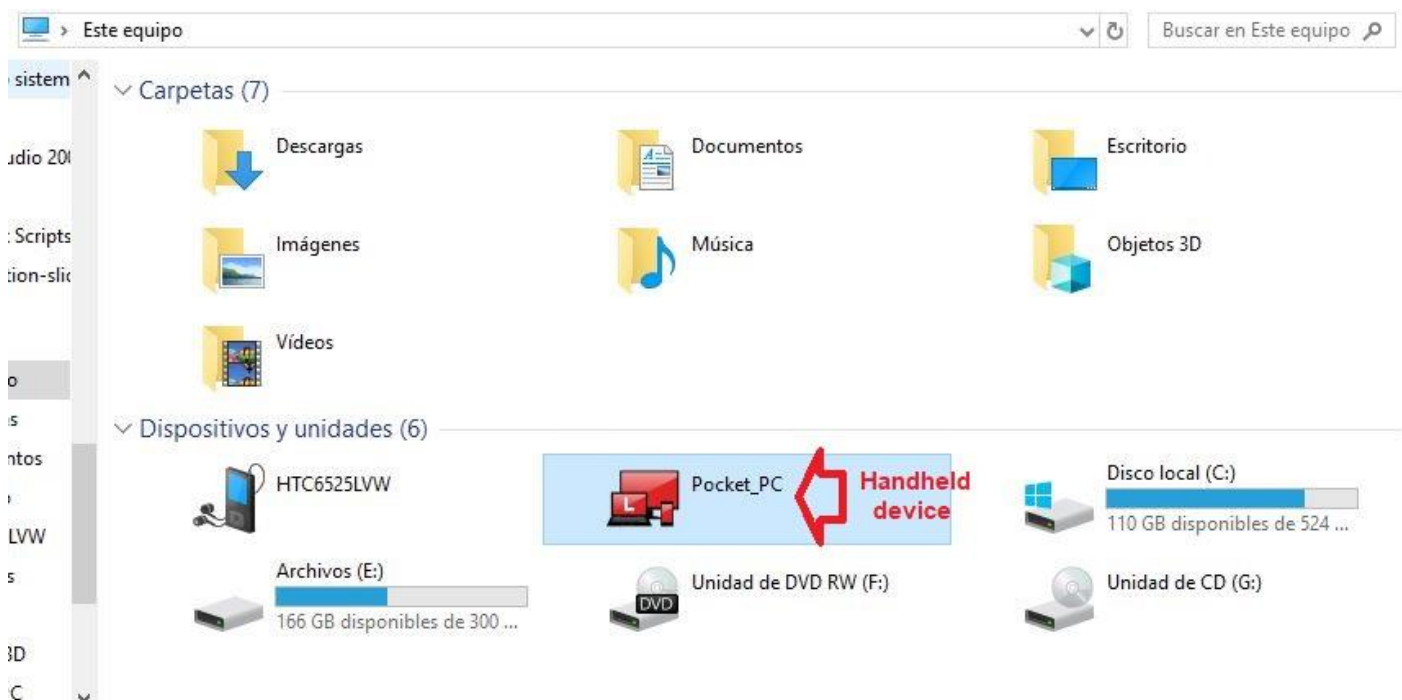 Este equipo
Buscar en Este equipo
sistem
udio 200
Scripts
tion-slic
o
s
ntos
LVW
s
3D
C
Carpetas (7)
Descargas
Documentos
Escritorio
Imágenes
Música
Objetos 3D
Vídeos
Dispositivos y unidades (6)
HTC6525LVW
Pocket_PC
Handheld
device
L
Disco local (C:)
110 GB disponibles de 524 ...
Archivos (E:)
166 GB disponibles de 300 ...
Unidad de DVD RW (F:)
DVD
Unidad de CD (G:)